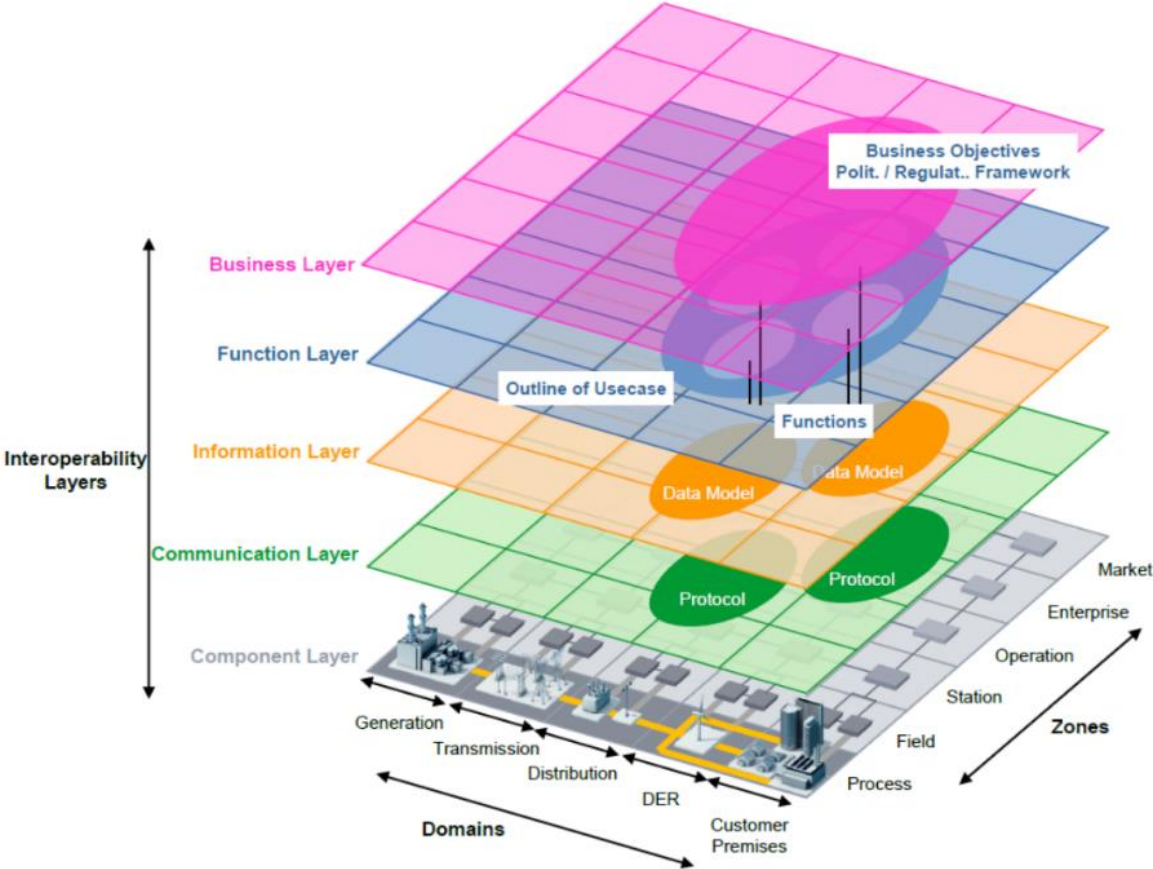 Business Objectives
Polit. / Regulat.. Framework
Business Layer
Function Layer
Outline of Usecase
Functions
Information Layer
Data Model
Data Model
Interoperability
Layers
Communication Layer
Protocol
Protocol
Component Layer
Market
Enterprise
Operation
Station
Field
Process
Zones
Generation
Transmission
Distribution
DER
Customer
Premises
Domains